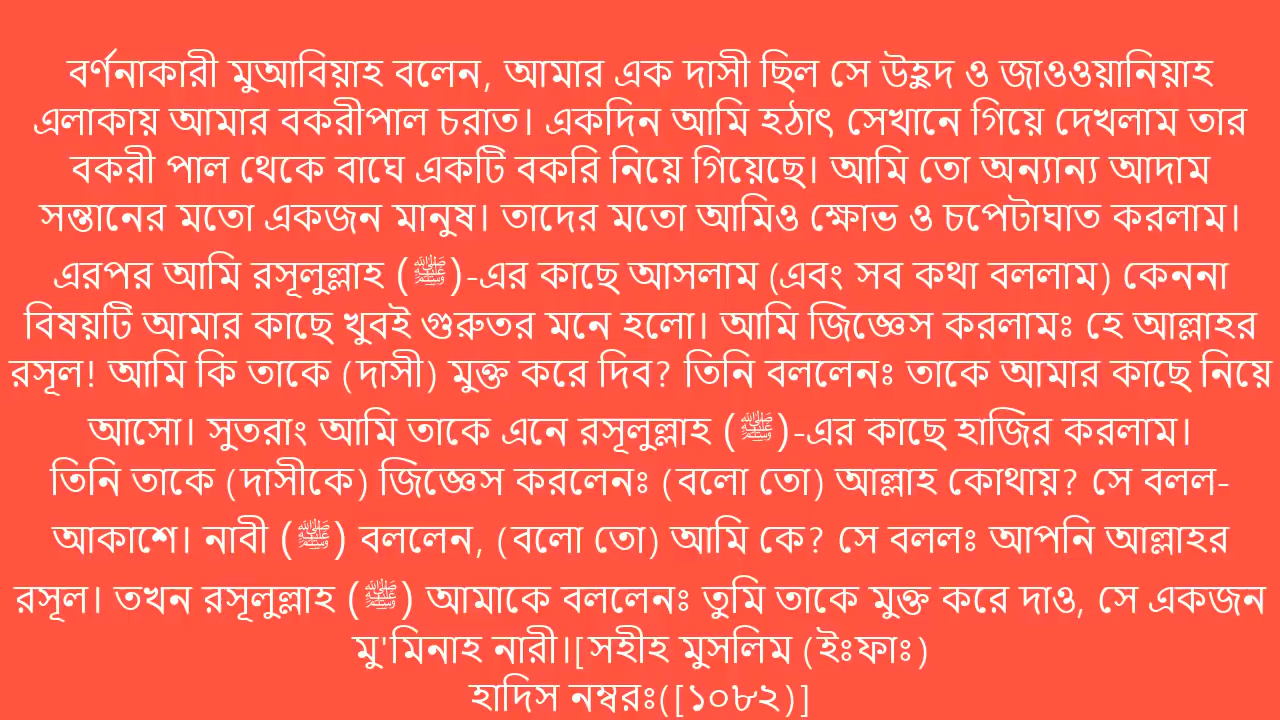 বর্ণনাকারী মুআবিয়াহ বলেন, আমার এক দাসী ছিল সে উহুদ ও জাওওয়ানিয়াহ
এলাকায় আমার বকরীপাল চরাত। একদিন আমি হঠাৎ সেখানে গিয়ে দেখলাম তার
বকরী পাল থেকে বাঘে একটি বকরি নিয়ে গিয়েছে। আমি তো অন্যান্য আদাম
সন্তানের মতো একজন মানুষ। তাদের মতো আমিও ক্ষোভ ও চপেটাঘাত করলাম।
এরপর আমি রসূলুল্লাহ (ﷺ)-এর কাছে আসলাম (এবং সব কথা বললাম) কেননা
বিষয়টি আমার কাছে খুবই গুরুতর মনে হলো। আমি জিজ্ঞেস করলামঃ হে আল্লাহর
রসূল! আমি কি তাকে (দাসী) মুক্ত করে দিব? তিনি বললেনঃ তাকে আমার কাছে নিয়ে
আসো। সুতরাং আমি তাকে এনে রসূলুল্লাহ (ﷺ)-এর কাছে হাজির করলাম।
তিনি তাকে (দাসীকে) জিজ্ঞেস করলেনঃ (বলো তো) আল্লাহ কোথায়? সে বলল-
আকাশে। নাবী (ﷺ) বললেন, (বলো তো) আমি কে? সে বললঃ আপনি আল্লাহর
রসূল। তখন রসূলুল্লাহ (ﷺ) আমাকে বললেনঃ তুমি তাকে মুক্ত করে দাও, সে একজন
মু'মিনাহ নারী।[সহীহ মুসলিম (ইঃফাঃ)
হাদিস নম্বরঃ([১০৮২)]